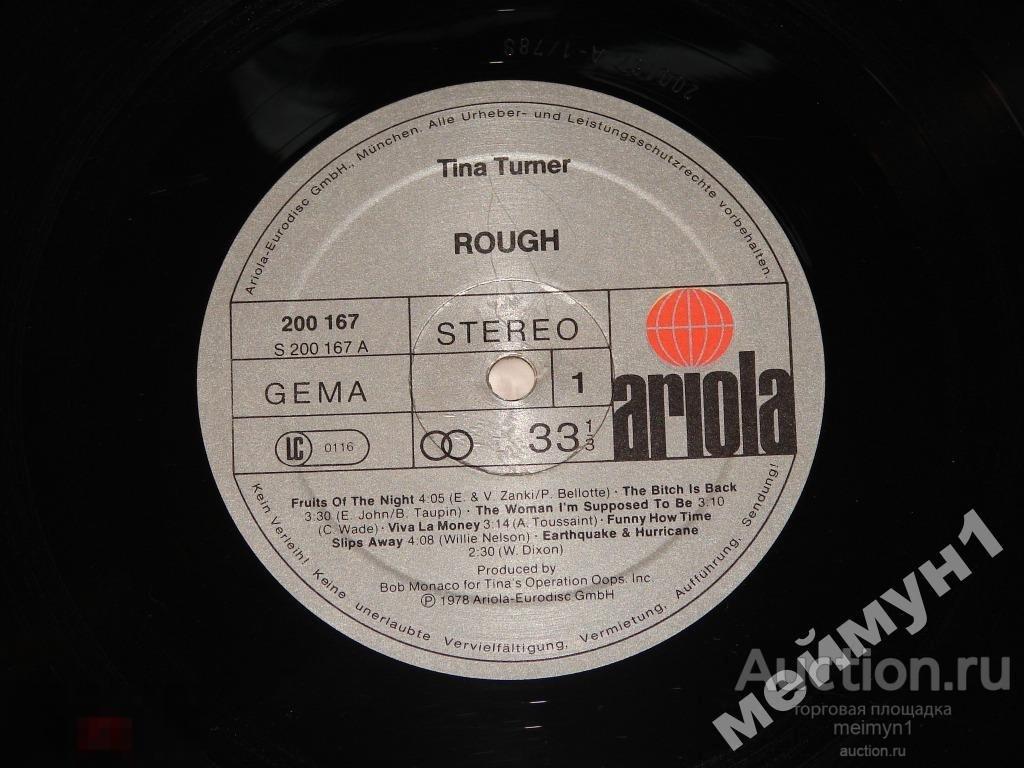 Ariola-Eurodisc GmbH., München. Alle Urheber- und Leistungsschutzrechte vorbehalten.
Tina Turner
ROUGH
200 167
S 200 167 A
STEREO
GEMA
1
LC 0116
33 1/3
ariola
Fruits Of The Night 4:05 (E. & V. Zanki/P. Bellotte) · The Bitch Is Back
3:30 (E. John/B. Taupin) · The Woman I'm Supposed To Be 3:10
(C. Wade) · Viva La Money 3:14 (A. Toussaint) · Funny How Time
Slips Away 4:08 (Willie Nelson) · Earthquake & Hurricane
2:30 (W. Dixon)
Produced by
Bob Monaco for Tina's Operation Oops. Inc
Ⓟ 1978 Ariola-Eurodisc GmbH
Kein Verleih! Keine unerlaubte Vervielfältigung, Vermietung, Aufführung, Sendung!
меймун1
Auction.ru
торговая площадка
meimyn1
auction.ru